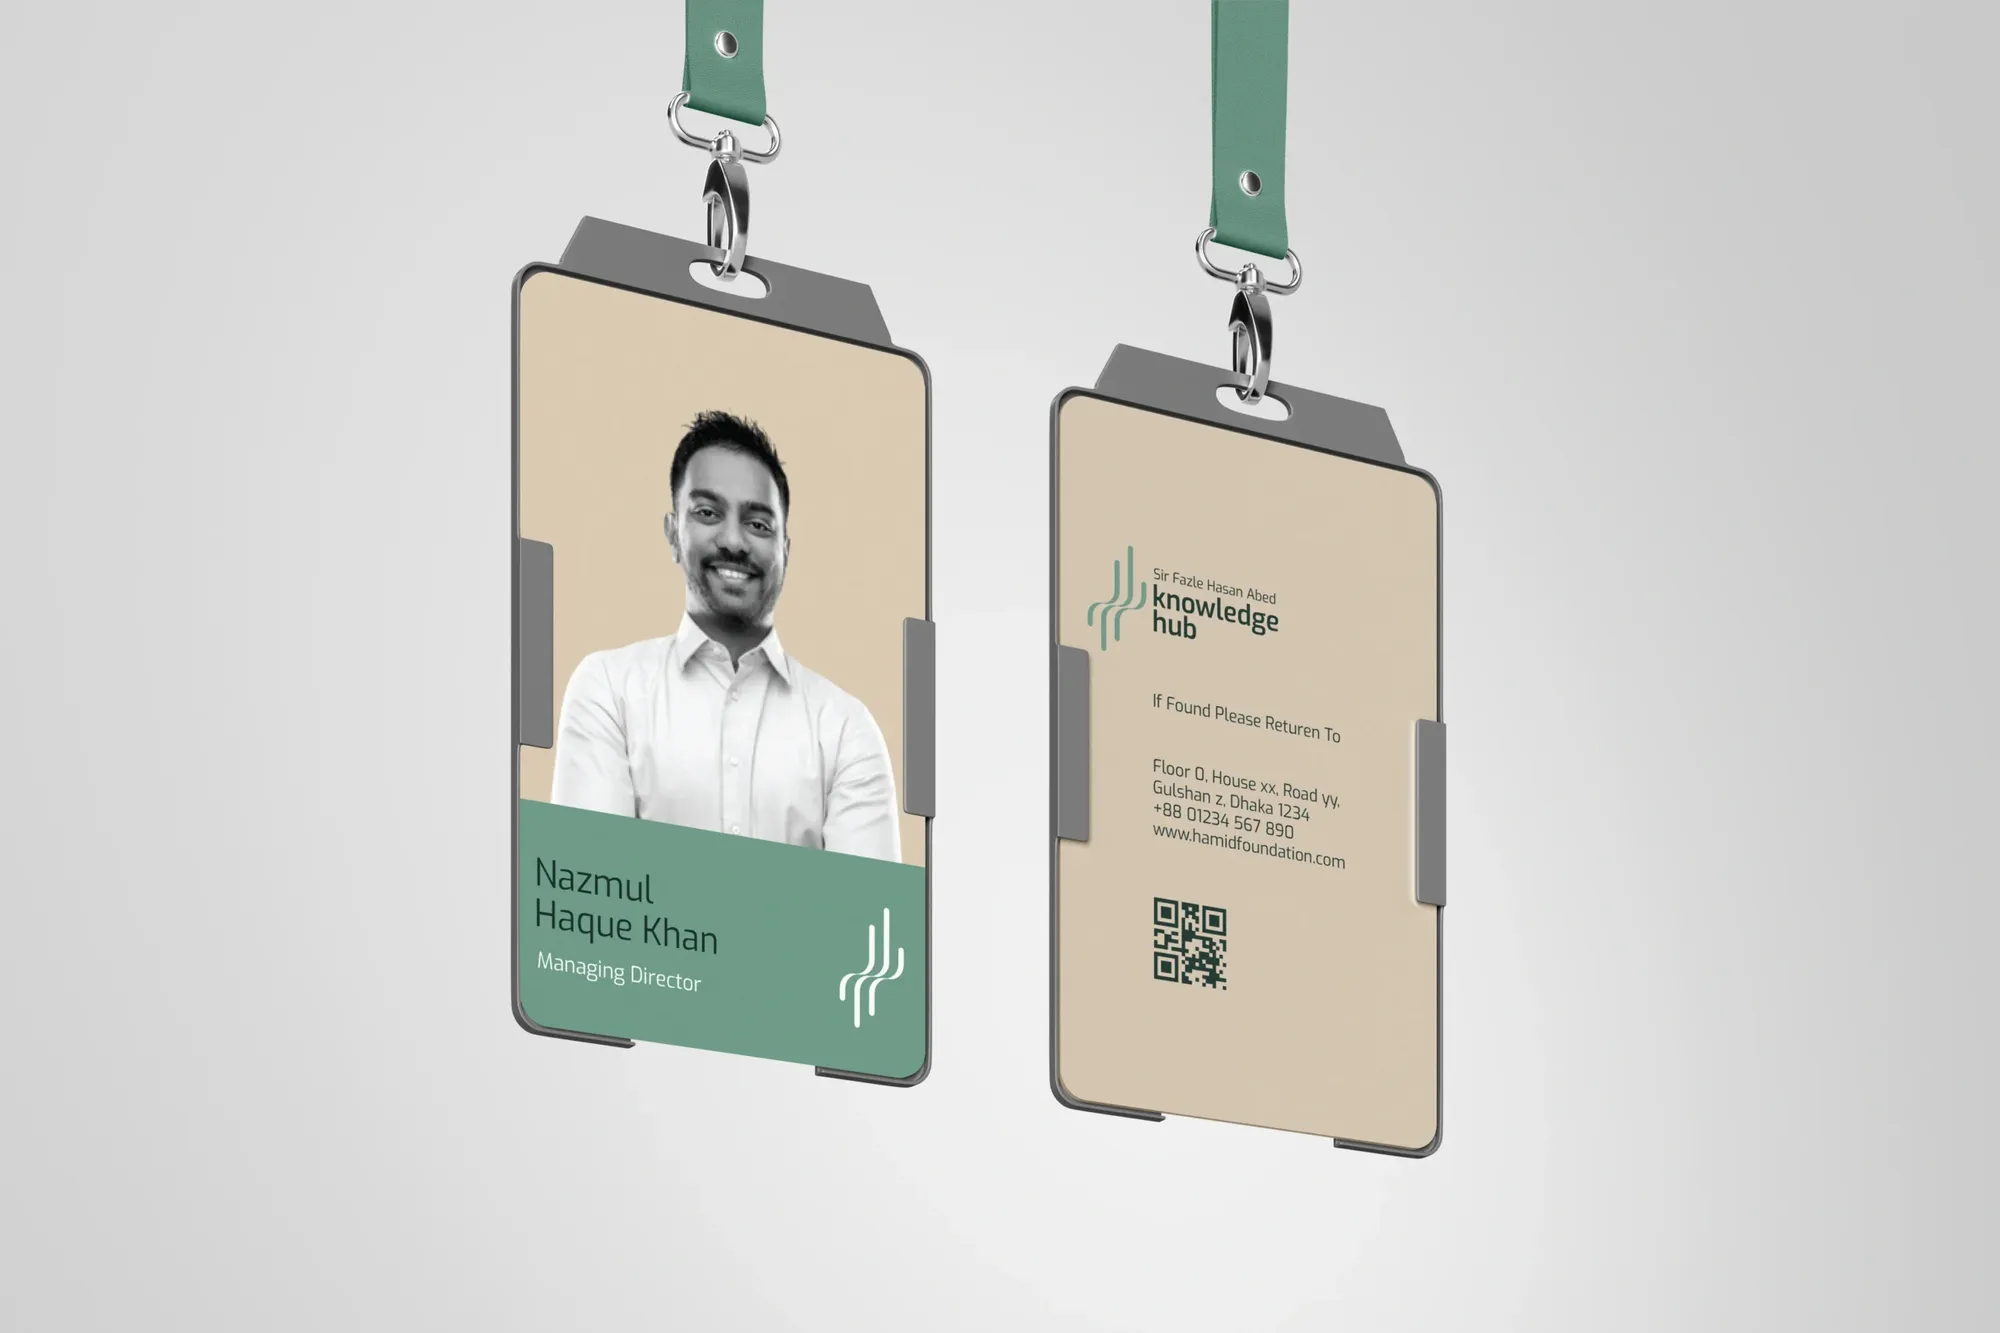 Nazmul
Haque Khan
Managing Director
Sir Fazle Hasan Abed
knowledge
hub
If Found Please Returen To
Floor 0, House xx, Road yy,
Gulshan z, Dhaka 1234
+88 01234 567 890
www.hamidfoundation.com